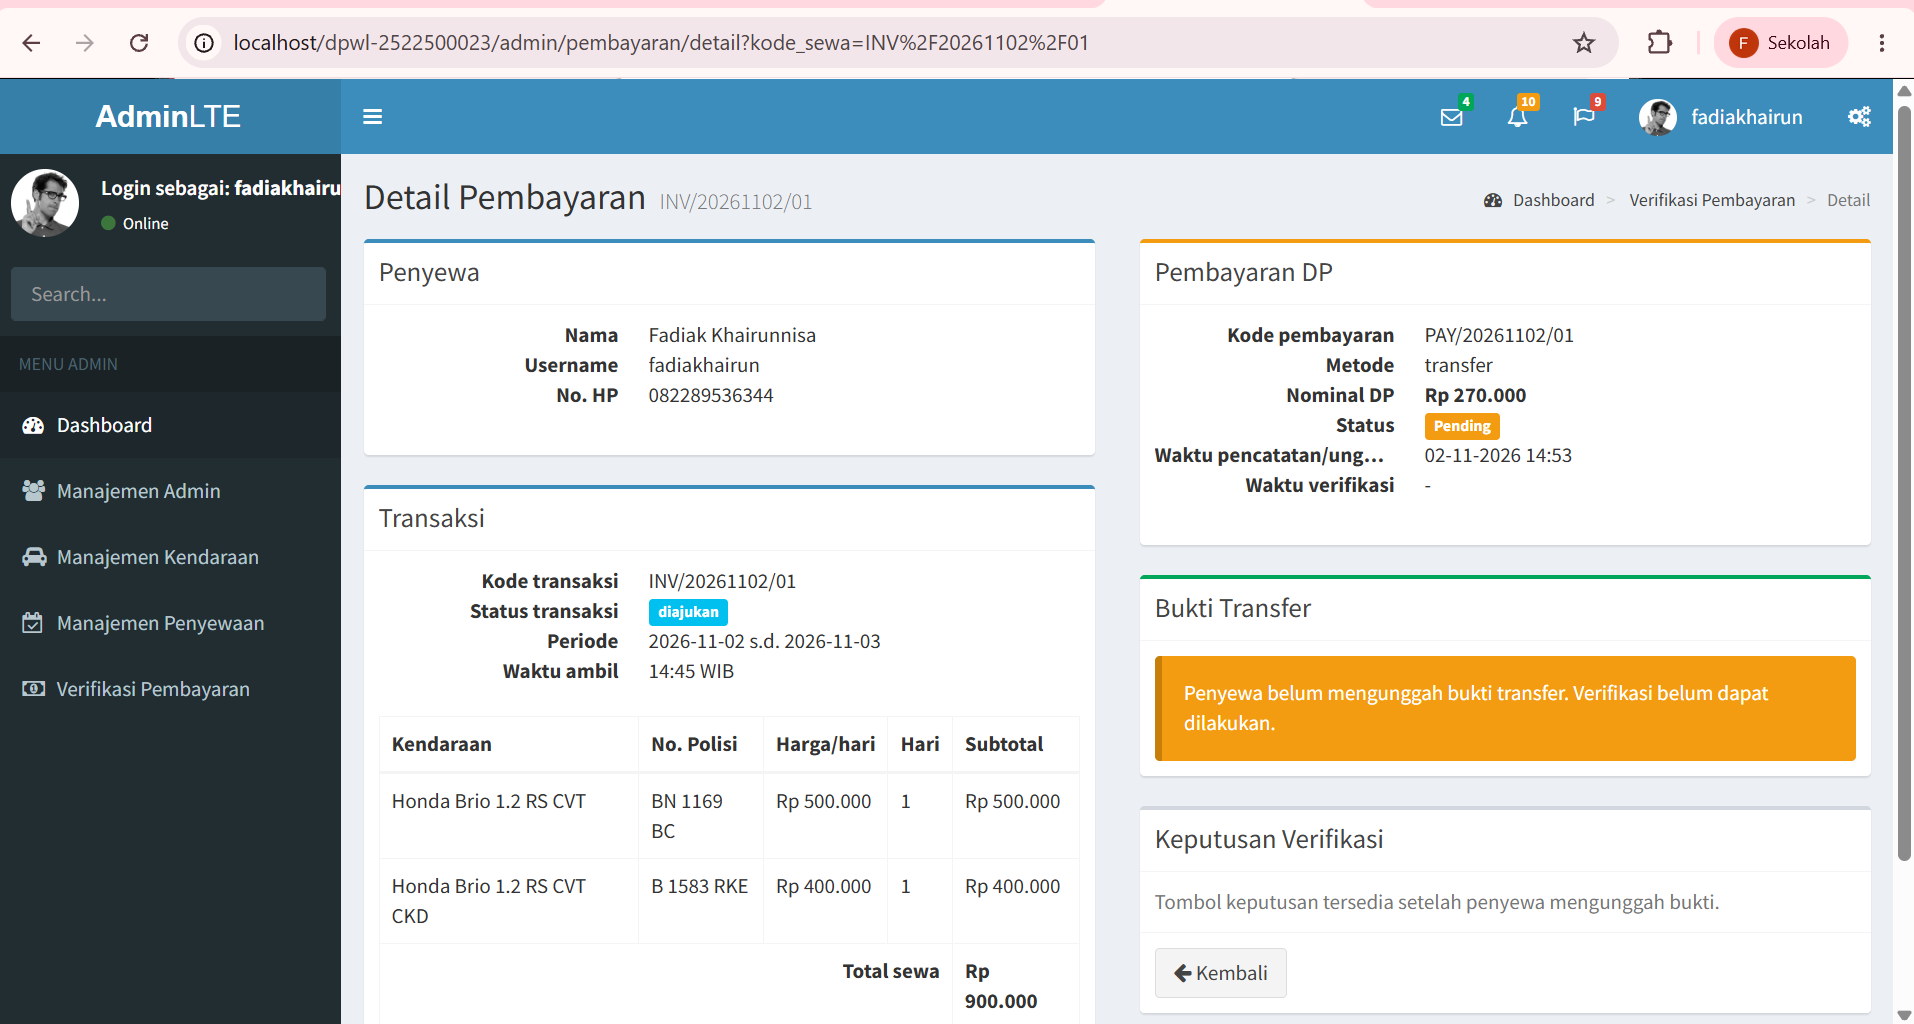 localhost/dpwl-2522500023/admin/pembayaran/detail?kode_sewa=INV%2F20261102%2F01
F
Sekolah
AdminLTE
4
10
9
fadiakhairun
Login sebagai: fadiakhairu
Online
Search...
MENU ADMIN
Dashboard
Manajemen Admin
Manajemen Kendaraan
Manajemen Penyewaan
Verifikasi Pembayaran
Detail Pembayaran INV/20261102/01
Dashboard > Verifikasi Pembayaran > Detail
Penyewa
Nama Fadiak Khairunnisa
Username fadiakhairun
No. HP 082289536344
Transaksi
Kode transaksi INV/20261102/01
Status transaksi diajukan
Periode 2026-11-02 s.d. 2026-11-03
Waktu ambil 14:45 WIB
Kendaraan No. Polisi Harga/hari Hari Subtotal
Honda Brio 1.2 RS CVT BN 1169 Rp 500.000 1 Rp 500.000
BC
Honda Brio 1.2 RS CVT B 1583 RKE Rp 400.000 1 Rp 400.000
CKD
Total sewa Rp
900.000
Pembayaran DP
Kode pembayaran PAY/20261102/01
Metode transfer
Nominal DP Rp 270.000
Status Pending
Waktu pencatatan/ung... 02-11-2026 14:53
Waktu verifikasi -
Bukti Transfer
Penyewa belum mengunggah bukti transfer. Verifikasi belum dapat
dilakukan.
Keputusan Verifikasi
Tombol keputusan tersedia setelah penyewa mengunggah bukti.
Kembali